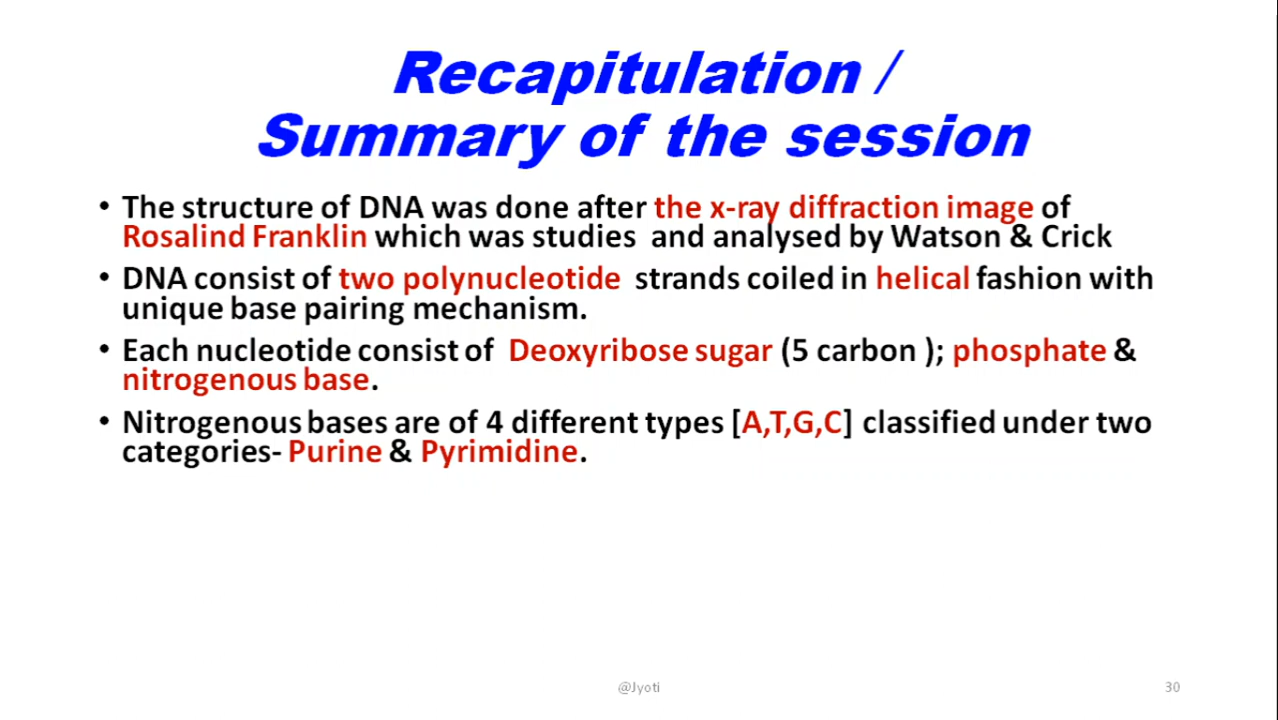 Recapitulation /
Summary of the session
• The structure of DNA was done after the x-ray diffraction image of
Rosalind Franklin which was studies and analysed by Watson & Crick
• DNA consist of two polynucleotide strands coiled in helical fashion with
unique base pairing mechanism.
• Each nucleotide consist of Deoxyribose sugar (5 carbon ); phosphate &
nitrogenous base.
• Nitrogenous bases are of 4 different types [A,T,G,C] classified under two
categories- Purine & Pyrimidine.
@Jyoti
30